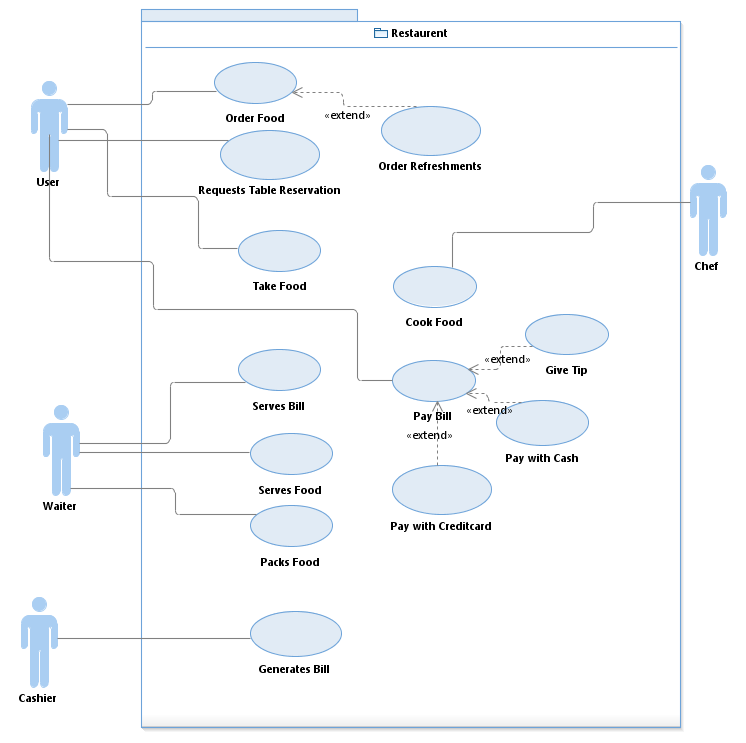 Restaurent
Order Food
«extend»
Order Refreshments
User
Requests Table Reservation
Chef
Take Food
Cook Food
«extend»
Give Tip
Serves Bill
Pay Bill
«extend»
«extend»
Pay with Cash
Serves Food
Waiter
Pay with Creditcard
Packs Food
Generates Bill
Cashier